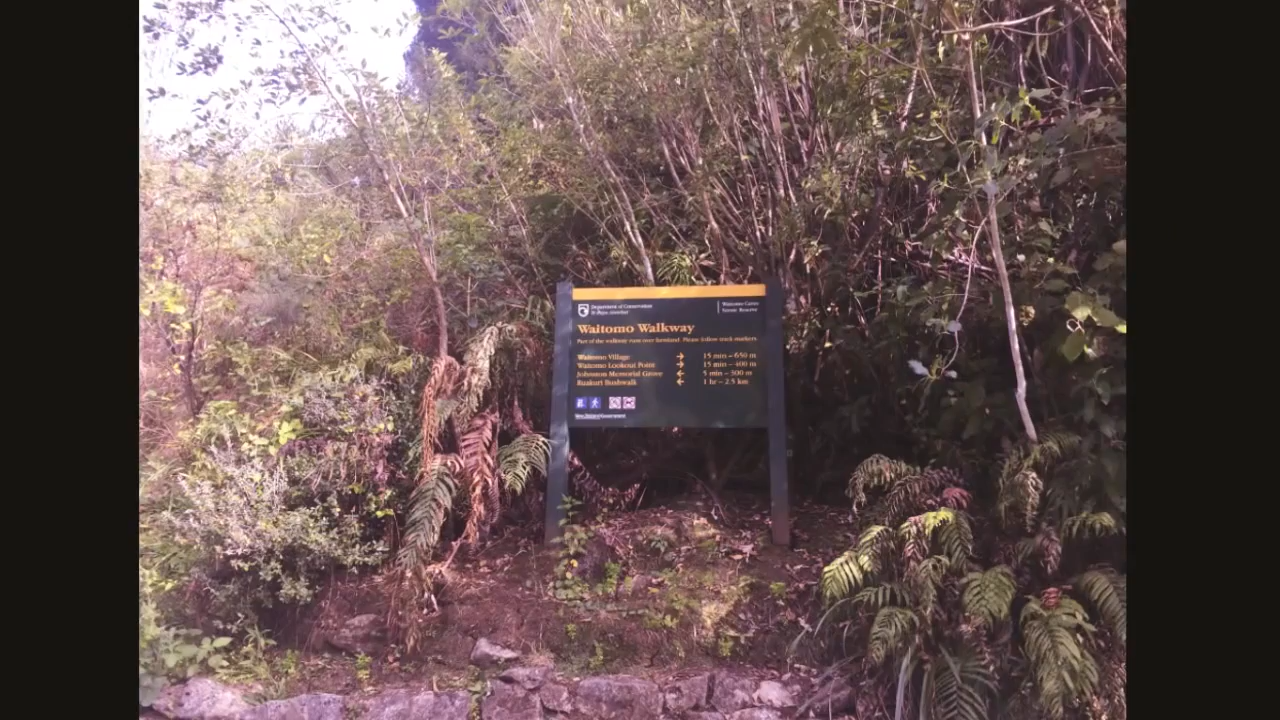 Department of Conservation
Te Papa Atawhai
Waitomo Caves
Scenic Reserve
Waitomo Walkway
Part of the walkway runs over farmland. Please follow track markers
Waitomo Village → 15 min – 650 m
Waitomo Lookout Point → 15 min – 400 m
Johnston Memorial Grove ← 5 min – 300 m
Ruakuri Bushwalk ← 1 hr – 2.5 km
New Zealand Government